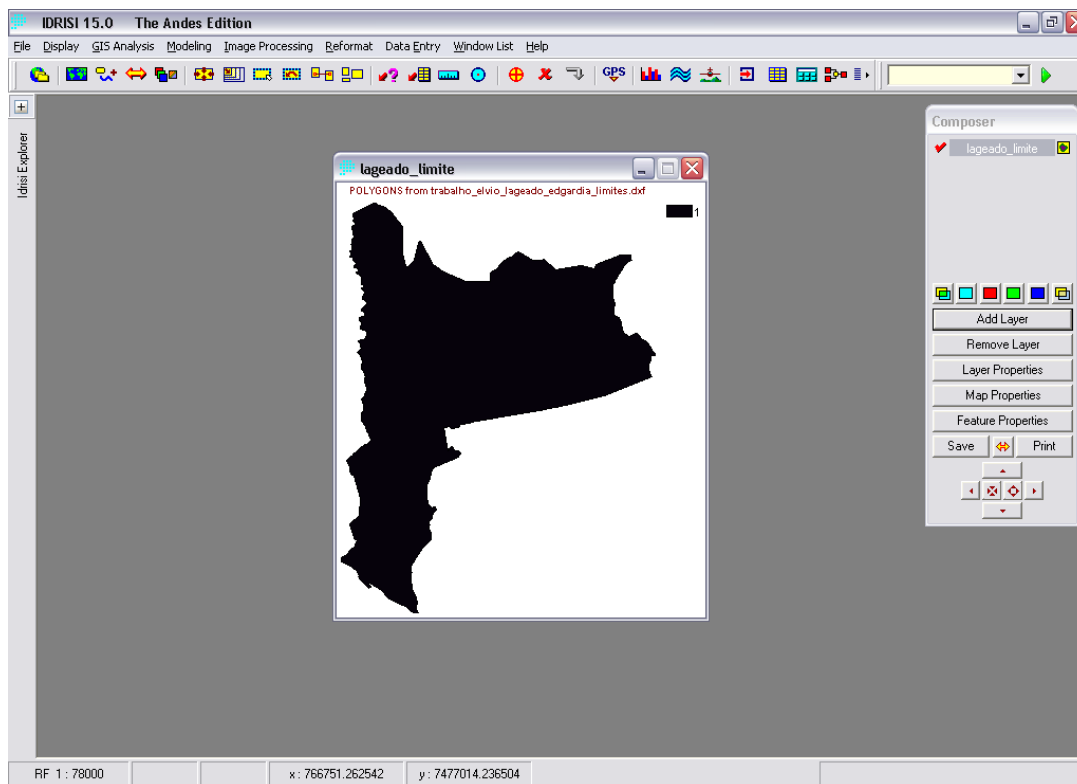 IDRISI 15.0 The Andes Edition
File Display GIS Analysis Modeling Image Processing Reformat Data Entry Window List Help
GPS
Idrisi Explorer
Composer
lageado_limite
lageado_limite
POLYGONS from trabalho_elvio_lageado_edgardia_limites.dxf
1
Add Layer
Remove Layer
Layer Properties
Map Properties
Feature Properties
Save Print
RF 1 : 78000 x : 766751.262542 y : 7477014.236504